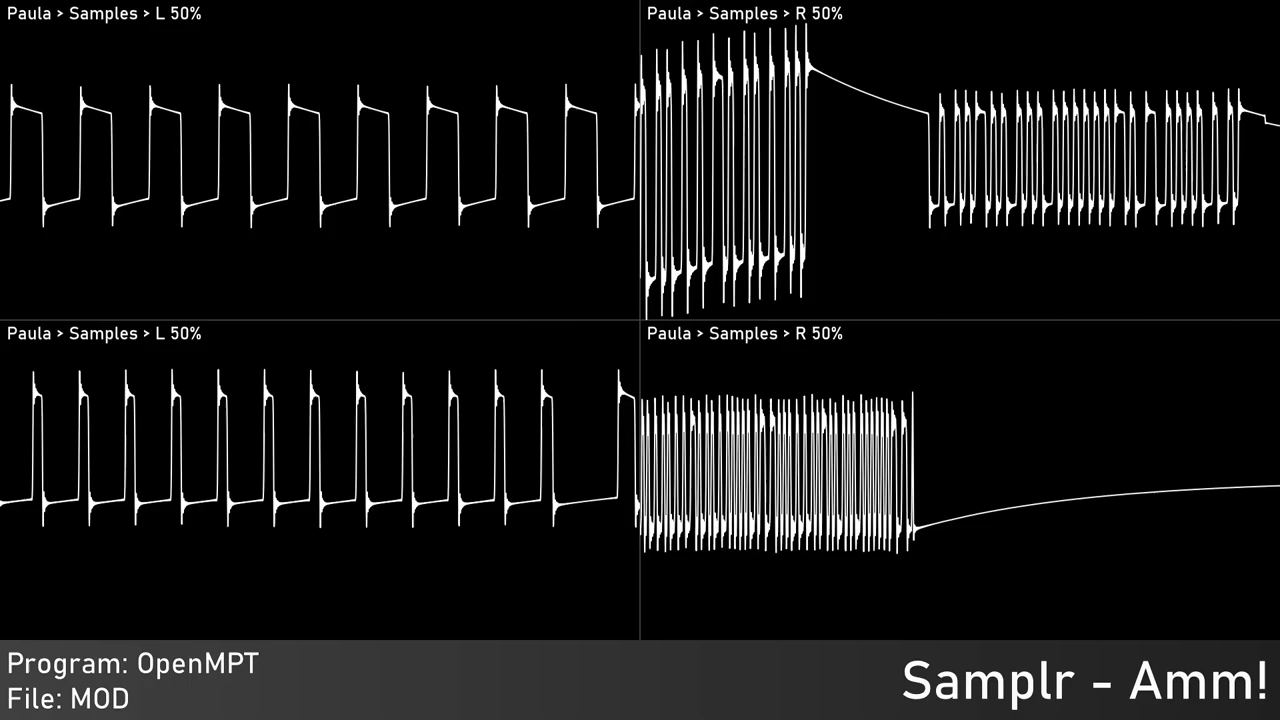 Paula > Samples > L 50%
Paula > Samples > R 50%
Paula > Samples > L 50%
Paula > Samples > R 50%
Program: OpenMPT
File: MOD
Samplr - Amm!